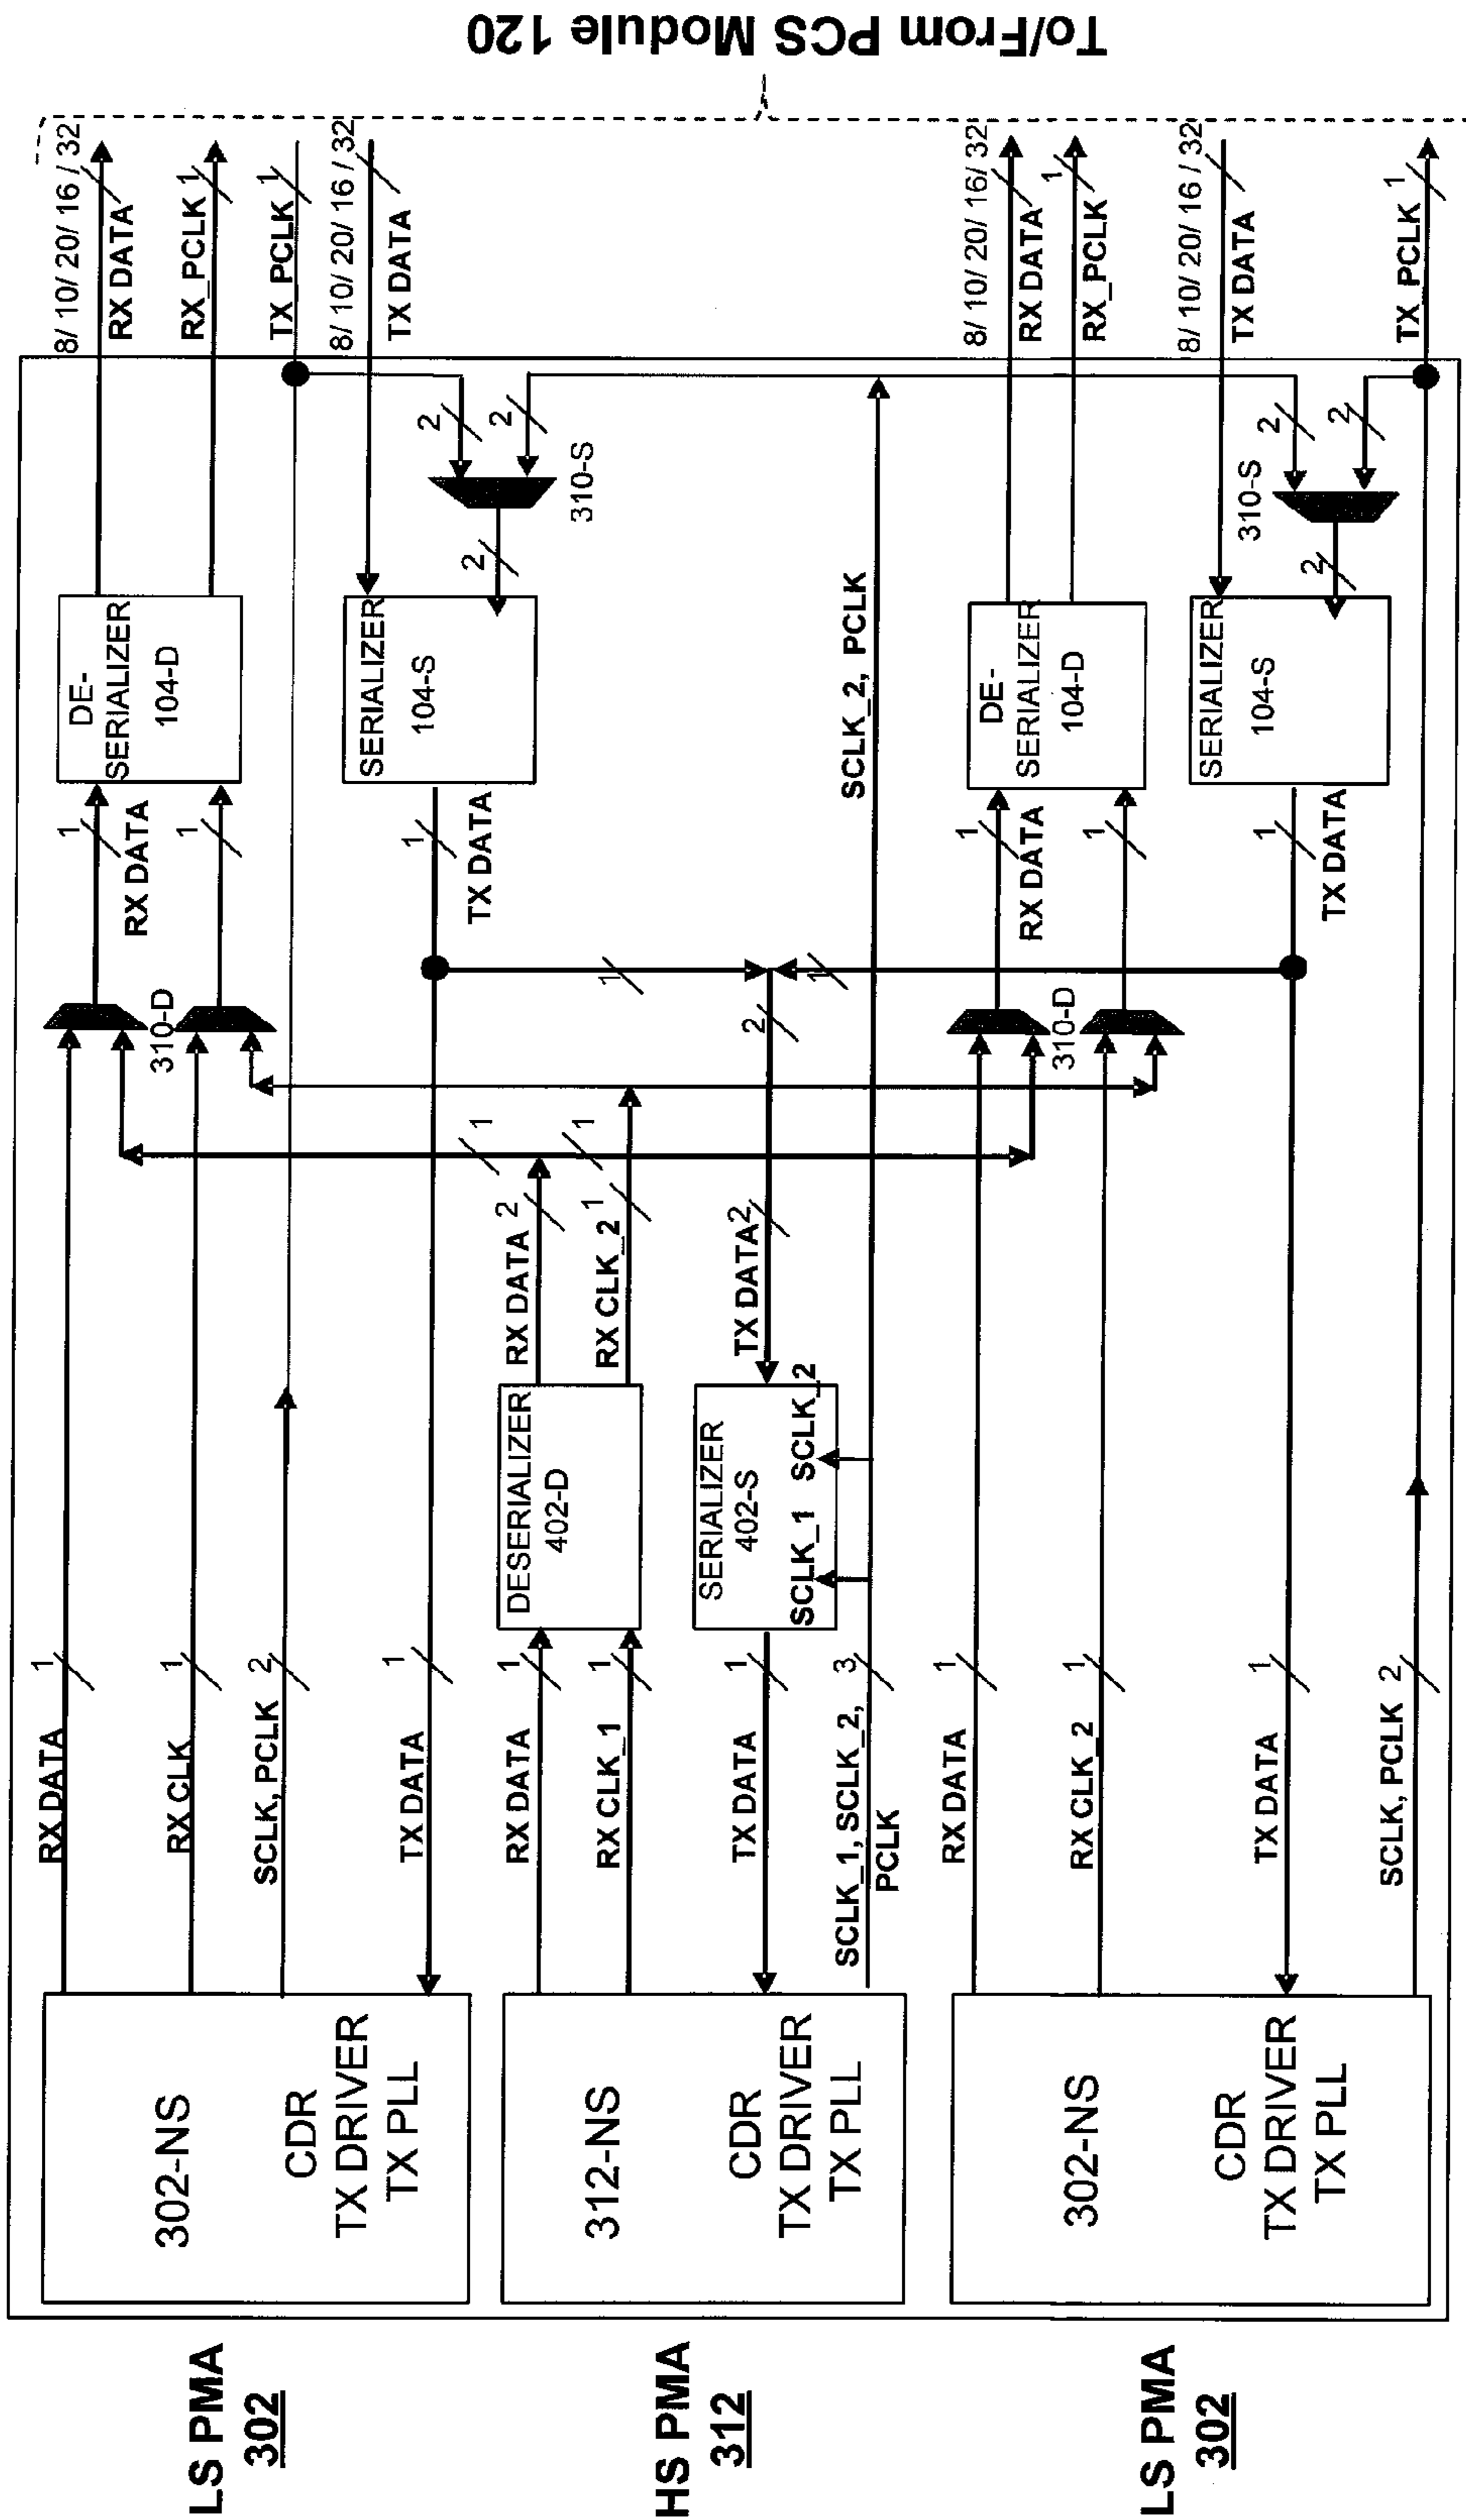 To/From PCS Module 120
LS PMA
302
302-NS
CDR
TX DRIVER
TX PLL
RX DATA
1
RX CLK
1
SCLK, PCLK
2
TX DATA
1
310-D
1
RX DATA
1
DE-
SERIALIZER
104-D
SERIALIZER
104-S
1
TX DATA
2
2
2
310-S
8/ 10/ 20/ 16 / 32
RX DATA
RX_PCLK
1
TX_PCLK
1
8/ 10/ 20/ 16 / 32
TX DATA
HS PMA
312
312-NS
CDR
TX DRIVER
TX PLL
RX DATA
1
RX CLK_1
1
TX DATA
1
SCLK_1, SCLK_2,
PCLK
3
DESERIALIZER
402-D
SERIALIZER
402-S
SCLK_1 SCLK_2
RX DATA
2
RX CLK_2
1
TX DATA
2
1
1
2
1
1
SCLK_2, PCLK
LS PMA
302
302-NS
CDR
TX DRIVER
TX PLL
RX DATA
1
RX CLK_2
1
TX DATA
1
SCLK, PCLK
2
310-D
1
RX DATA
1
DE-
SERIALIZER
104-D
SERIALIZER
104-S
1
TX DATA
2
2
2
310-S
8/ 10/ 20/ 16/ 32
RX DATA
1
RX_PCLK
8/ 10/ 20/ 16 / 32
TX DATA
TX_PCLK
1